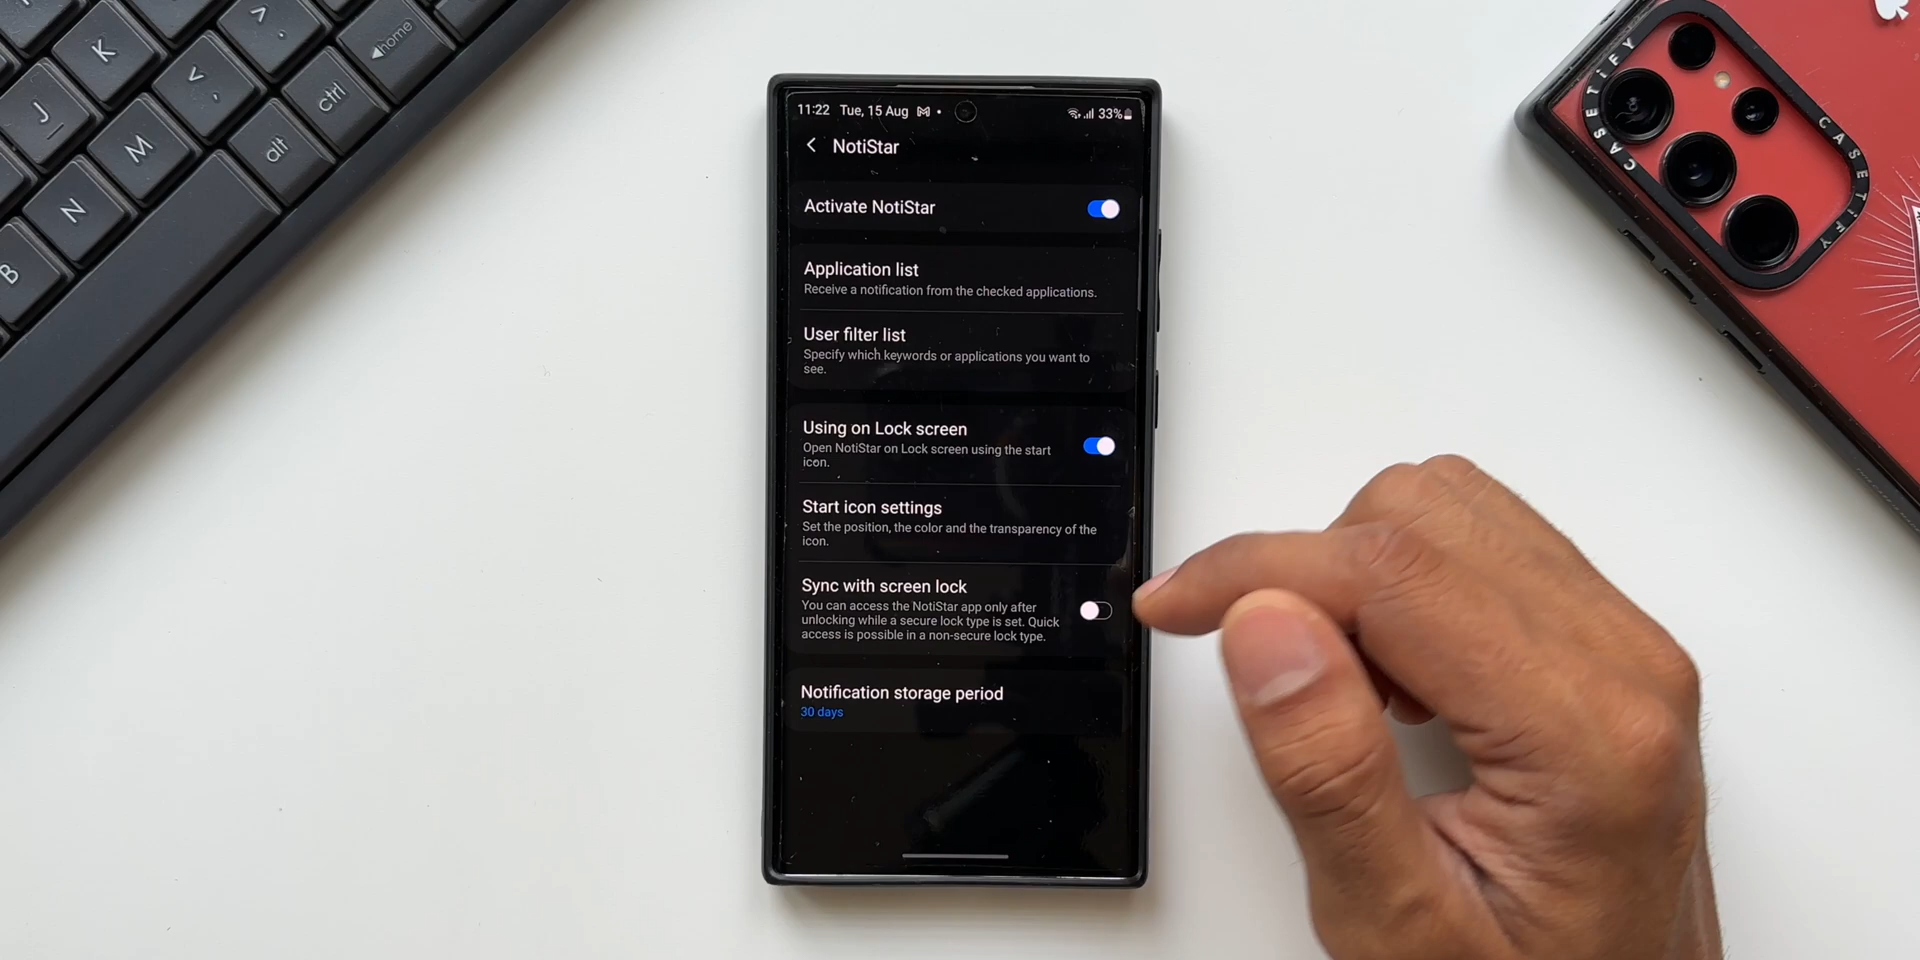 K
J
M
N
B
home
ctrl
alt
11:22 Tue, 15 Aug
33%
NotiStar
Activate NotiStar
Application list
Receive a notification from the checked applications.
User filter list
Specify which keywords or applications you want to
see.
Using on Lock screen
Open NotiStar on Lock screen using the start
icon.
Start icon settings
Set the position, the color and the transparency of the
icon.
Sync with screen lock
You can access the NotiStar app only after
unlocking while a secure lock type is set. Quick
access is possible in a non-secure lock type.
Notification storage period
30 days
CASETiFY
CASETiFY